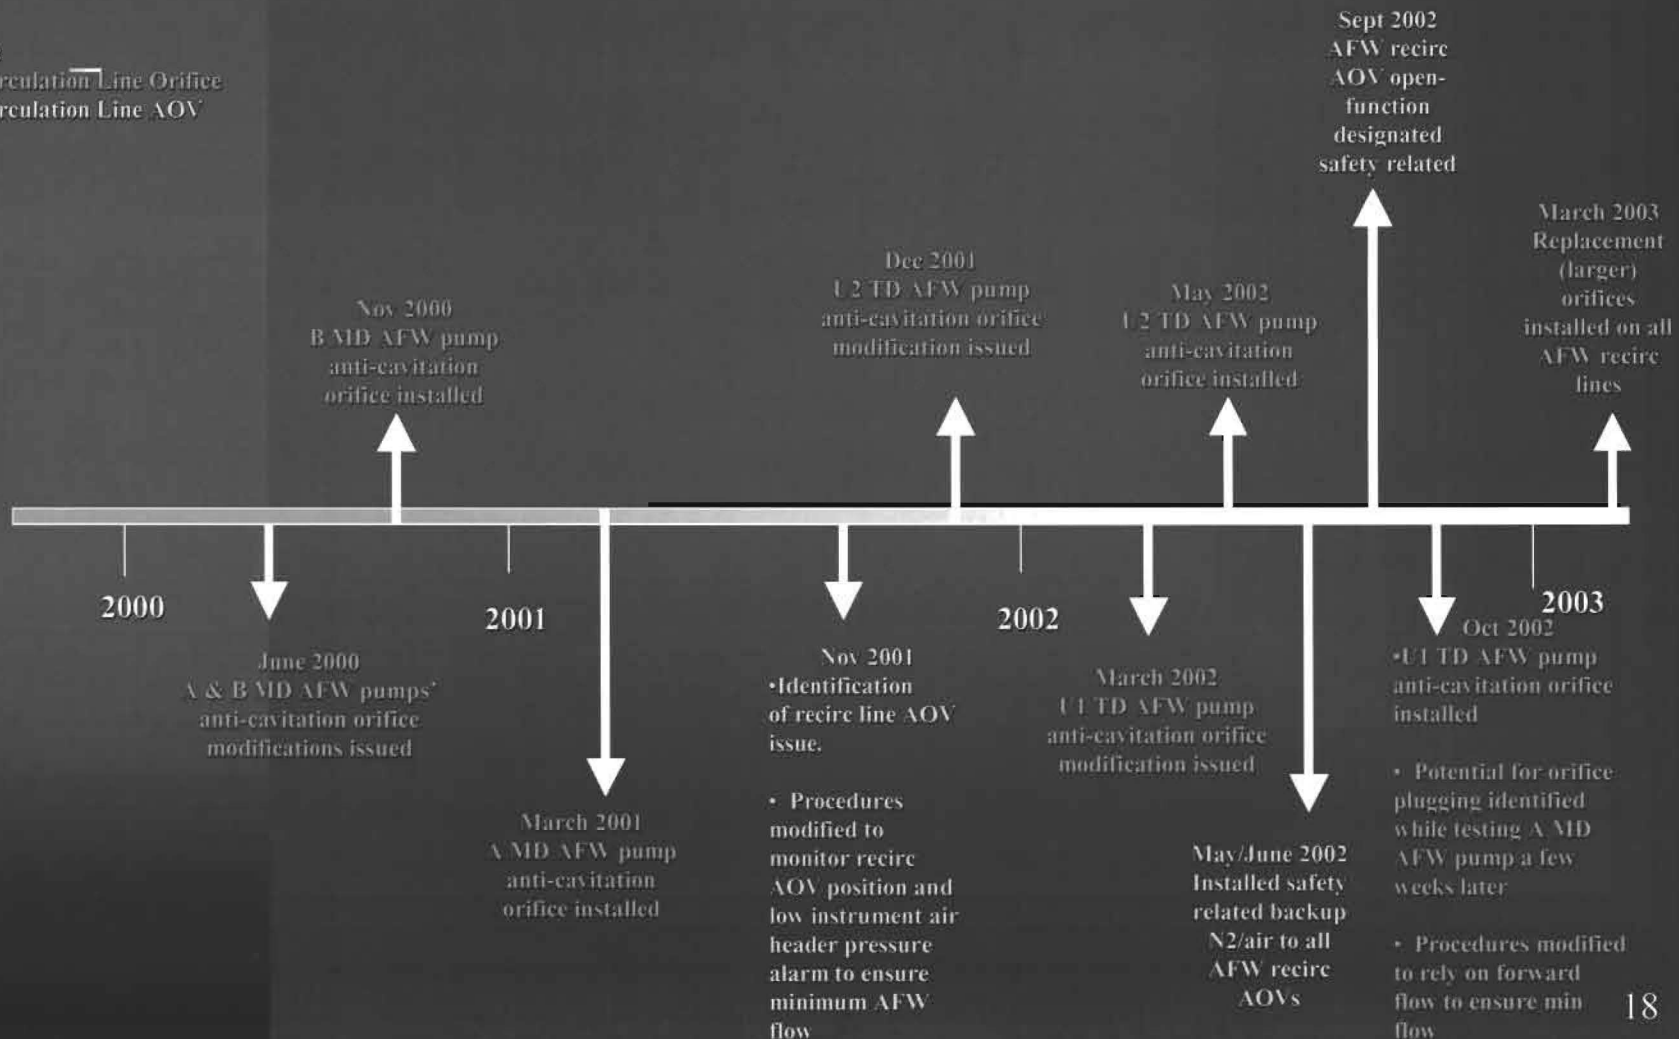 rculation Line Orifice
rculation Line AOV
Sept 2002
AFW recirc
AOV open-
function
designated
safety related
March 2003
Replacement
(larger)
orifices
installed on all
AFW recirc
lines
Nov 2000
B MD AFW pump
anti-cavitation
orifice installed
Dec 2001
U2 TD AFW pump
anti-cavitation orifice
modification issued
May 2002
U2 TD AFW pump
anti-cavitation
orifice installed
2000
2001
2002
2003
June 2000
A & B MD AFW pumps'
anti-cavitation orifice
modifications issued
March 2001
A MD AFW pump
anti-cavitation
orifice installed
Nov 2001
•Identification
of recirc line AOV
issue.
• Procedures
modified to
monitor recirc
AOV position and
low instrument air
header pressure
alarm to ensure
minimum AFW
flow
March 2002
U1 TD AFW pump
anti-cavitation orifice
modification issued
May/June 2002
Installed safety
related backup
N2/air to all
AFW recirc
AOVs
Oct 2002
•U1 TD AFW pump
anti-cavitation orifice
installed
• Potential for orifice
plugging identified
while testing A MD
AFW pump a few
weeks later
• Procedures modified
to rely on forward
flow to ensure min
flow
18